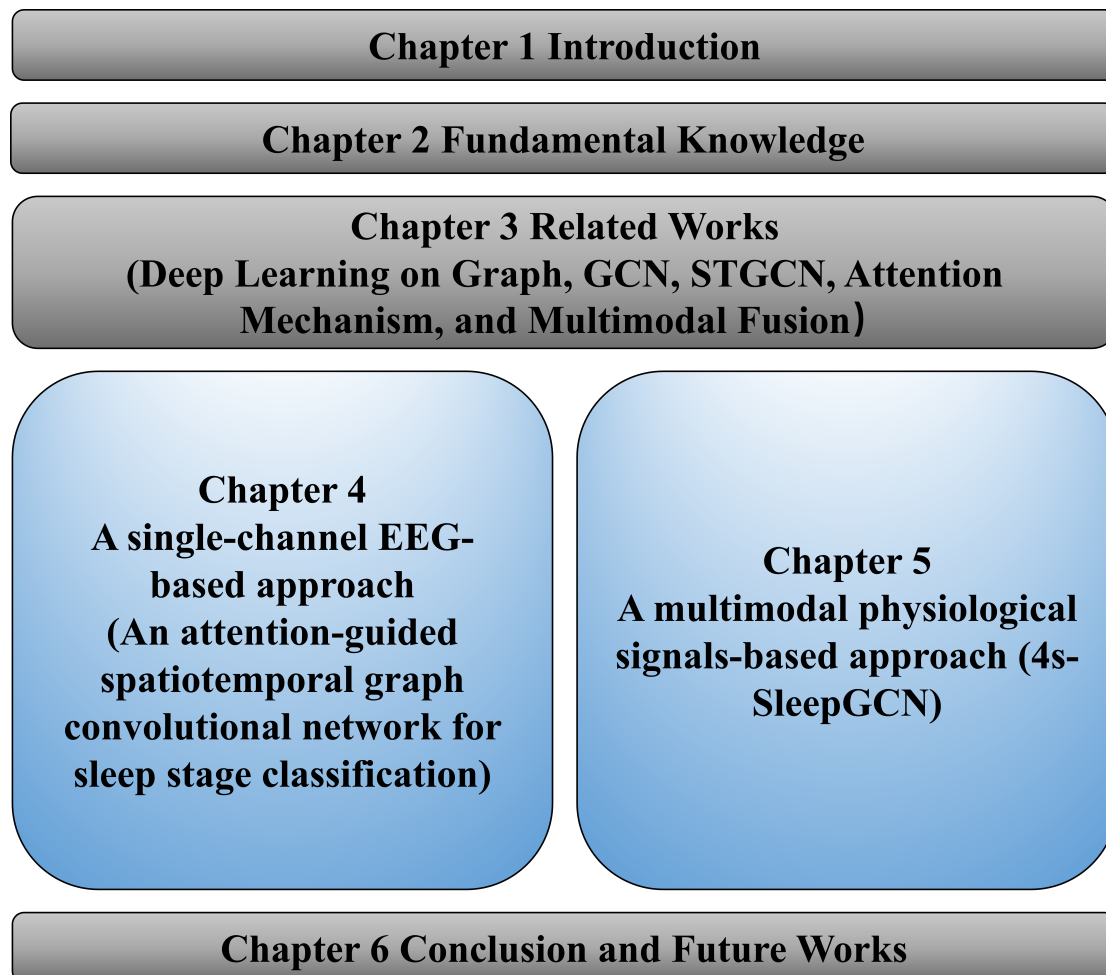 Chapter 1 Introduction
Chapter 2 Fundamental Knowledge
Chapter 3 Related Works
(Deep Learning on Graph, GCN, STGCN, Attention
Mechanism, and Multimodal Fusion)
Chapter 4
A single-channel EEG-
based approach
(An attention-guided
spatiotemporal graph
convolutional network for
sleep stage classification)
Chapter 5
A multimodal physiological
signals-based approach (4s-
SleepGCN)
Chapter 6 Conclusion and Future Works